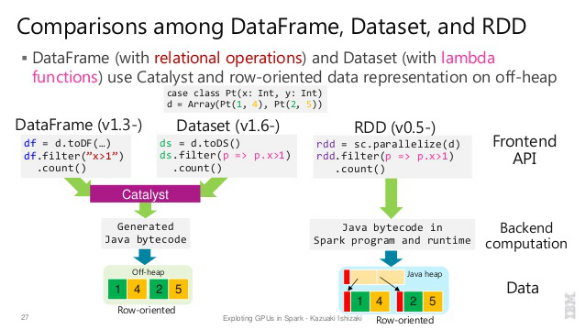 Comparisons among DataFrame, Dataset, and RDD
▪ DataFrame (with relational operations) and Dataset (with lambda
functions) use Catalyst and row-oriented data representation on off-heap
case class Pt(x: Int, y: Int)
d = Array(Pt(1, 4), Pt(2, 5))
DataFrame (v1.3-)
df = d.toDF(…)
df.filter("x>1")
.count()
Dataset (v1.6-)
ds = d.toDS()
ds.filter(p => p.x>1)
.count()
RDD (v0.5-)
rdd = sc.parallelize(d)
rdd.filter(p => p.x>1)
.count()
Frontend
API
Catalyst
Generated
Java bytecode
Java bytecode in
Spark program and runtime
Backend
computation
Off-heap
1 4 2 5
Row-oriented
Java heap
1 4 2 5
Row-oriented
Data
27
Exploting GPUs in Spark - Kazuaki Ishizaki
IBM